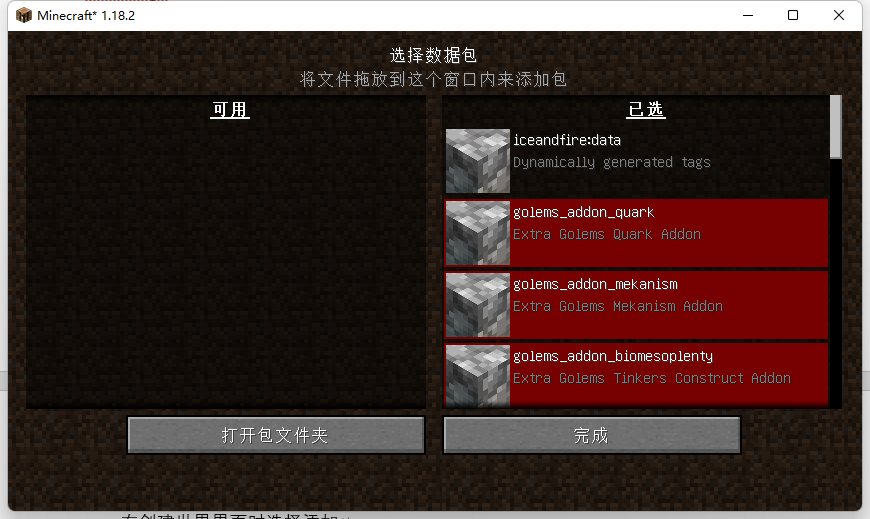 Minecraft* 1.18.2
选择数据包
将文件拖放到这个窗口内来添加包
可用
已选
iceandfire:data
Dynamically generated tags
golems_addon_quark
Extra Golems Quark Addon
golems_addon_mekanism
Extra Golems Mekanism Addon
golems_addon_biomesoplenty
Extra Golems Tinkers Construct Addon
打开包文件夹
完成